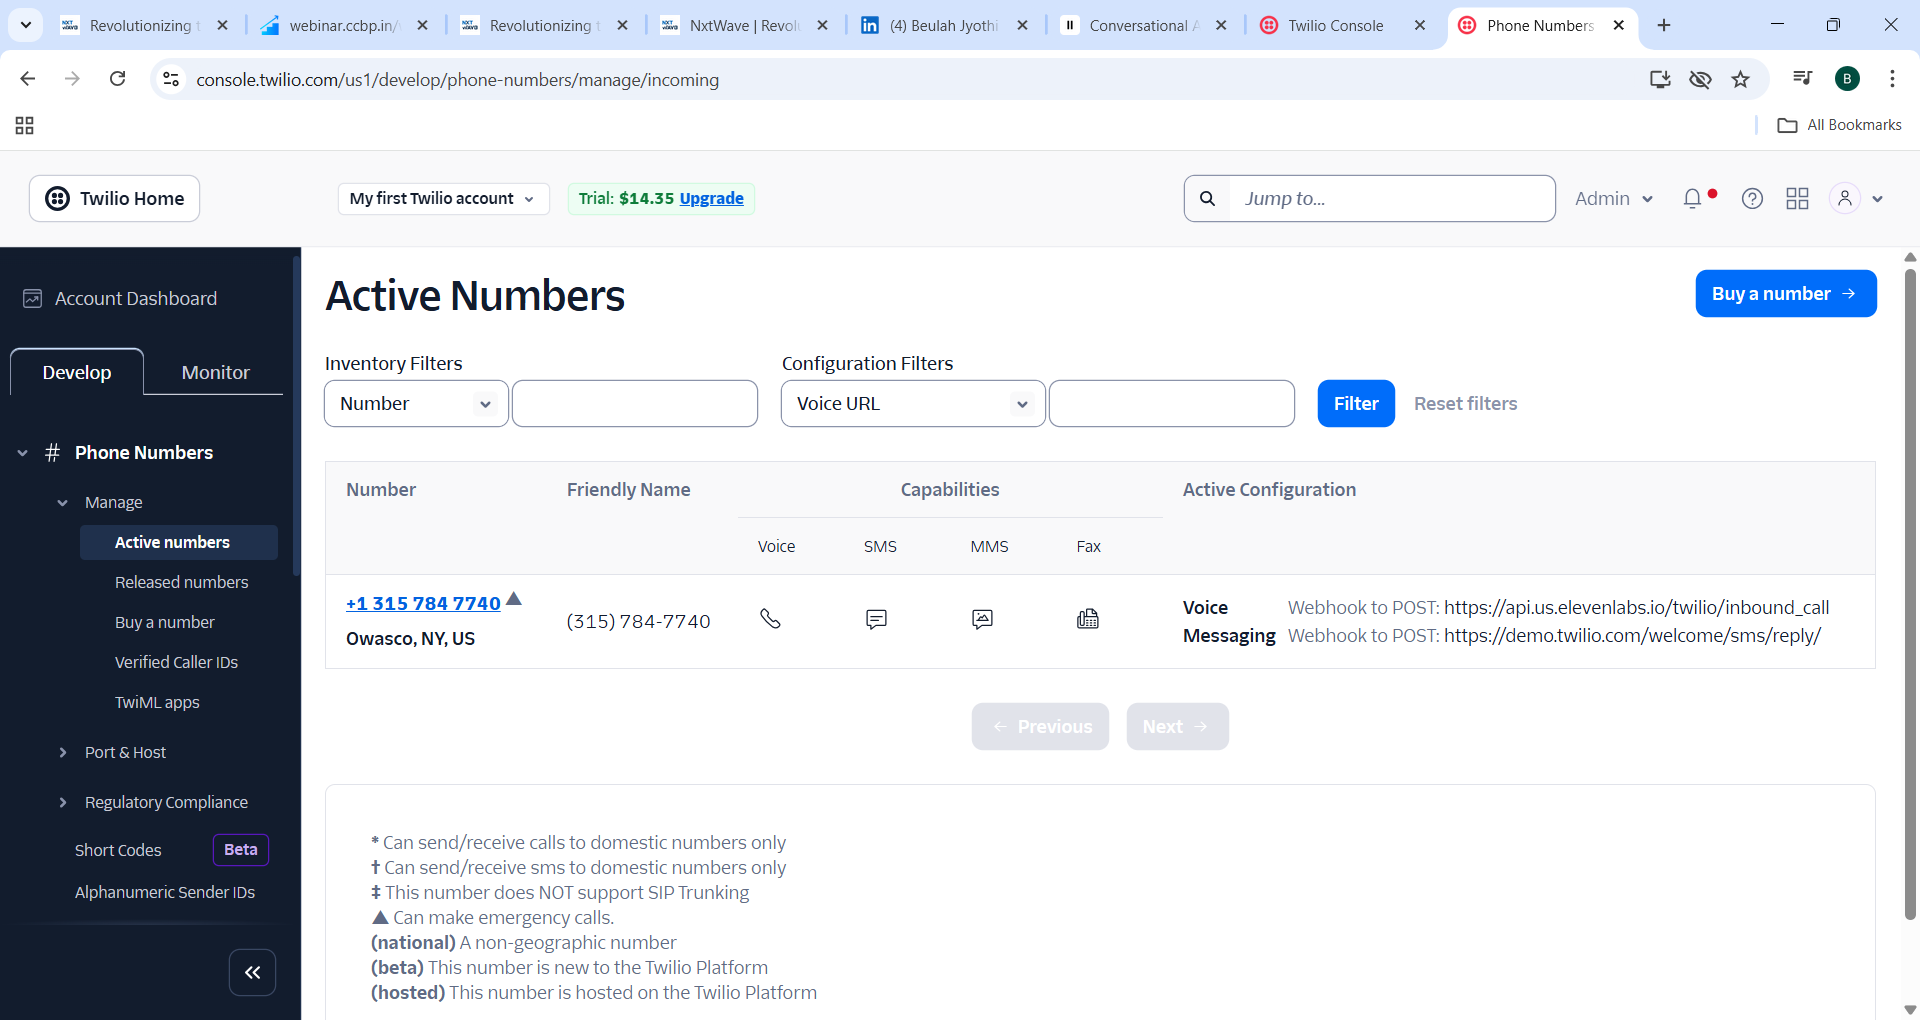 Revolutionizing t
webinar.ccbp.in/
Revolutionizing t
NxtWave | Revol
(4) Beulah Jyothi
Conversational A
Twilio Console
Phone Numbers
console.twilio.com/us1/develop/phone-numbers/manage/incoming
B
All Bookmarks
Twilio Home
My first Twilio account
Trial: $14.35 Upgrade
Jump to...
Admin
Account Dashboard
Develop
Monitor
# Phone Numbers
Manage
Active numbers
Released numbers
Buy a number
Verified Caller IDs
TwiML apps
Port & Host
Regulatory Compliance
Short Codes Beta
Alphanumeric Sender IDs
Active Numbers
Buy a number →
Inventory Filters
Configuration Filters
Number
Voice URL
Filter
Reset filters
Number Friendly Name Capabilities Active Configuration
Voice SMS MMS Fax
+1 315 784 7740 ▲
Owasco, NY, US
(315) 784-7740
Voice Webhook to POST: https://api.us.elevenlabs.io/twilio/inbound_call
Messaging Webhook to POST: https://demo.twilio.com/welcome/sms/reply/
← Previous
Next →
* Can send/receive calls to domestic numbers only
† Can send/receive sms to domestic numbers only
‡ This number does NOT support SIP Trunking
▲ Can make emergency calls.
(national) A non-geographic number
(beta) This number is new to the Twilio Platform
(hosted) This number is hosted on the Twilio Platform